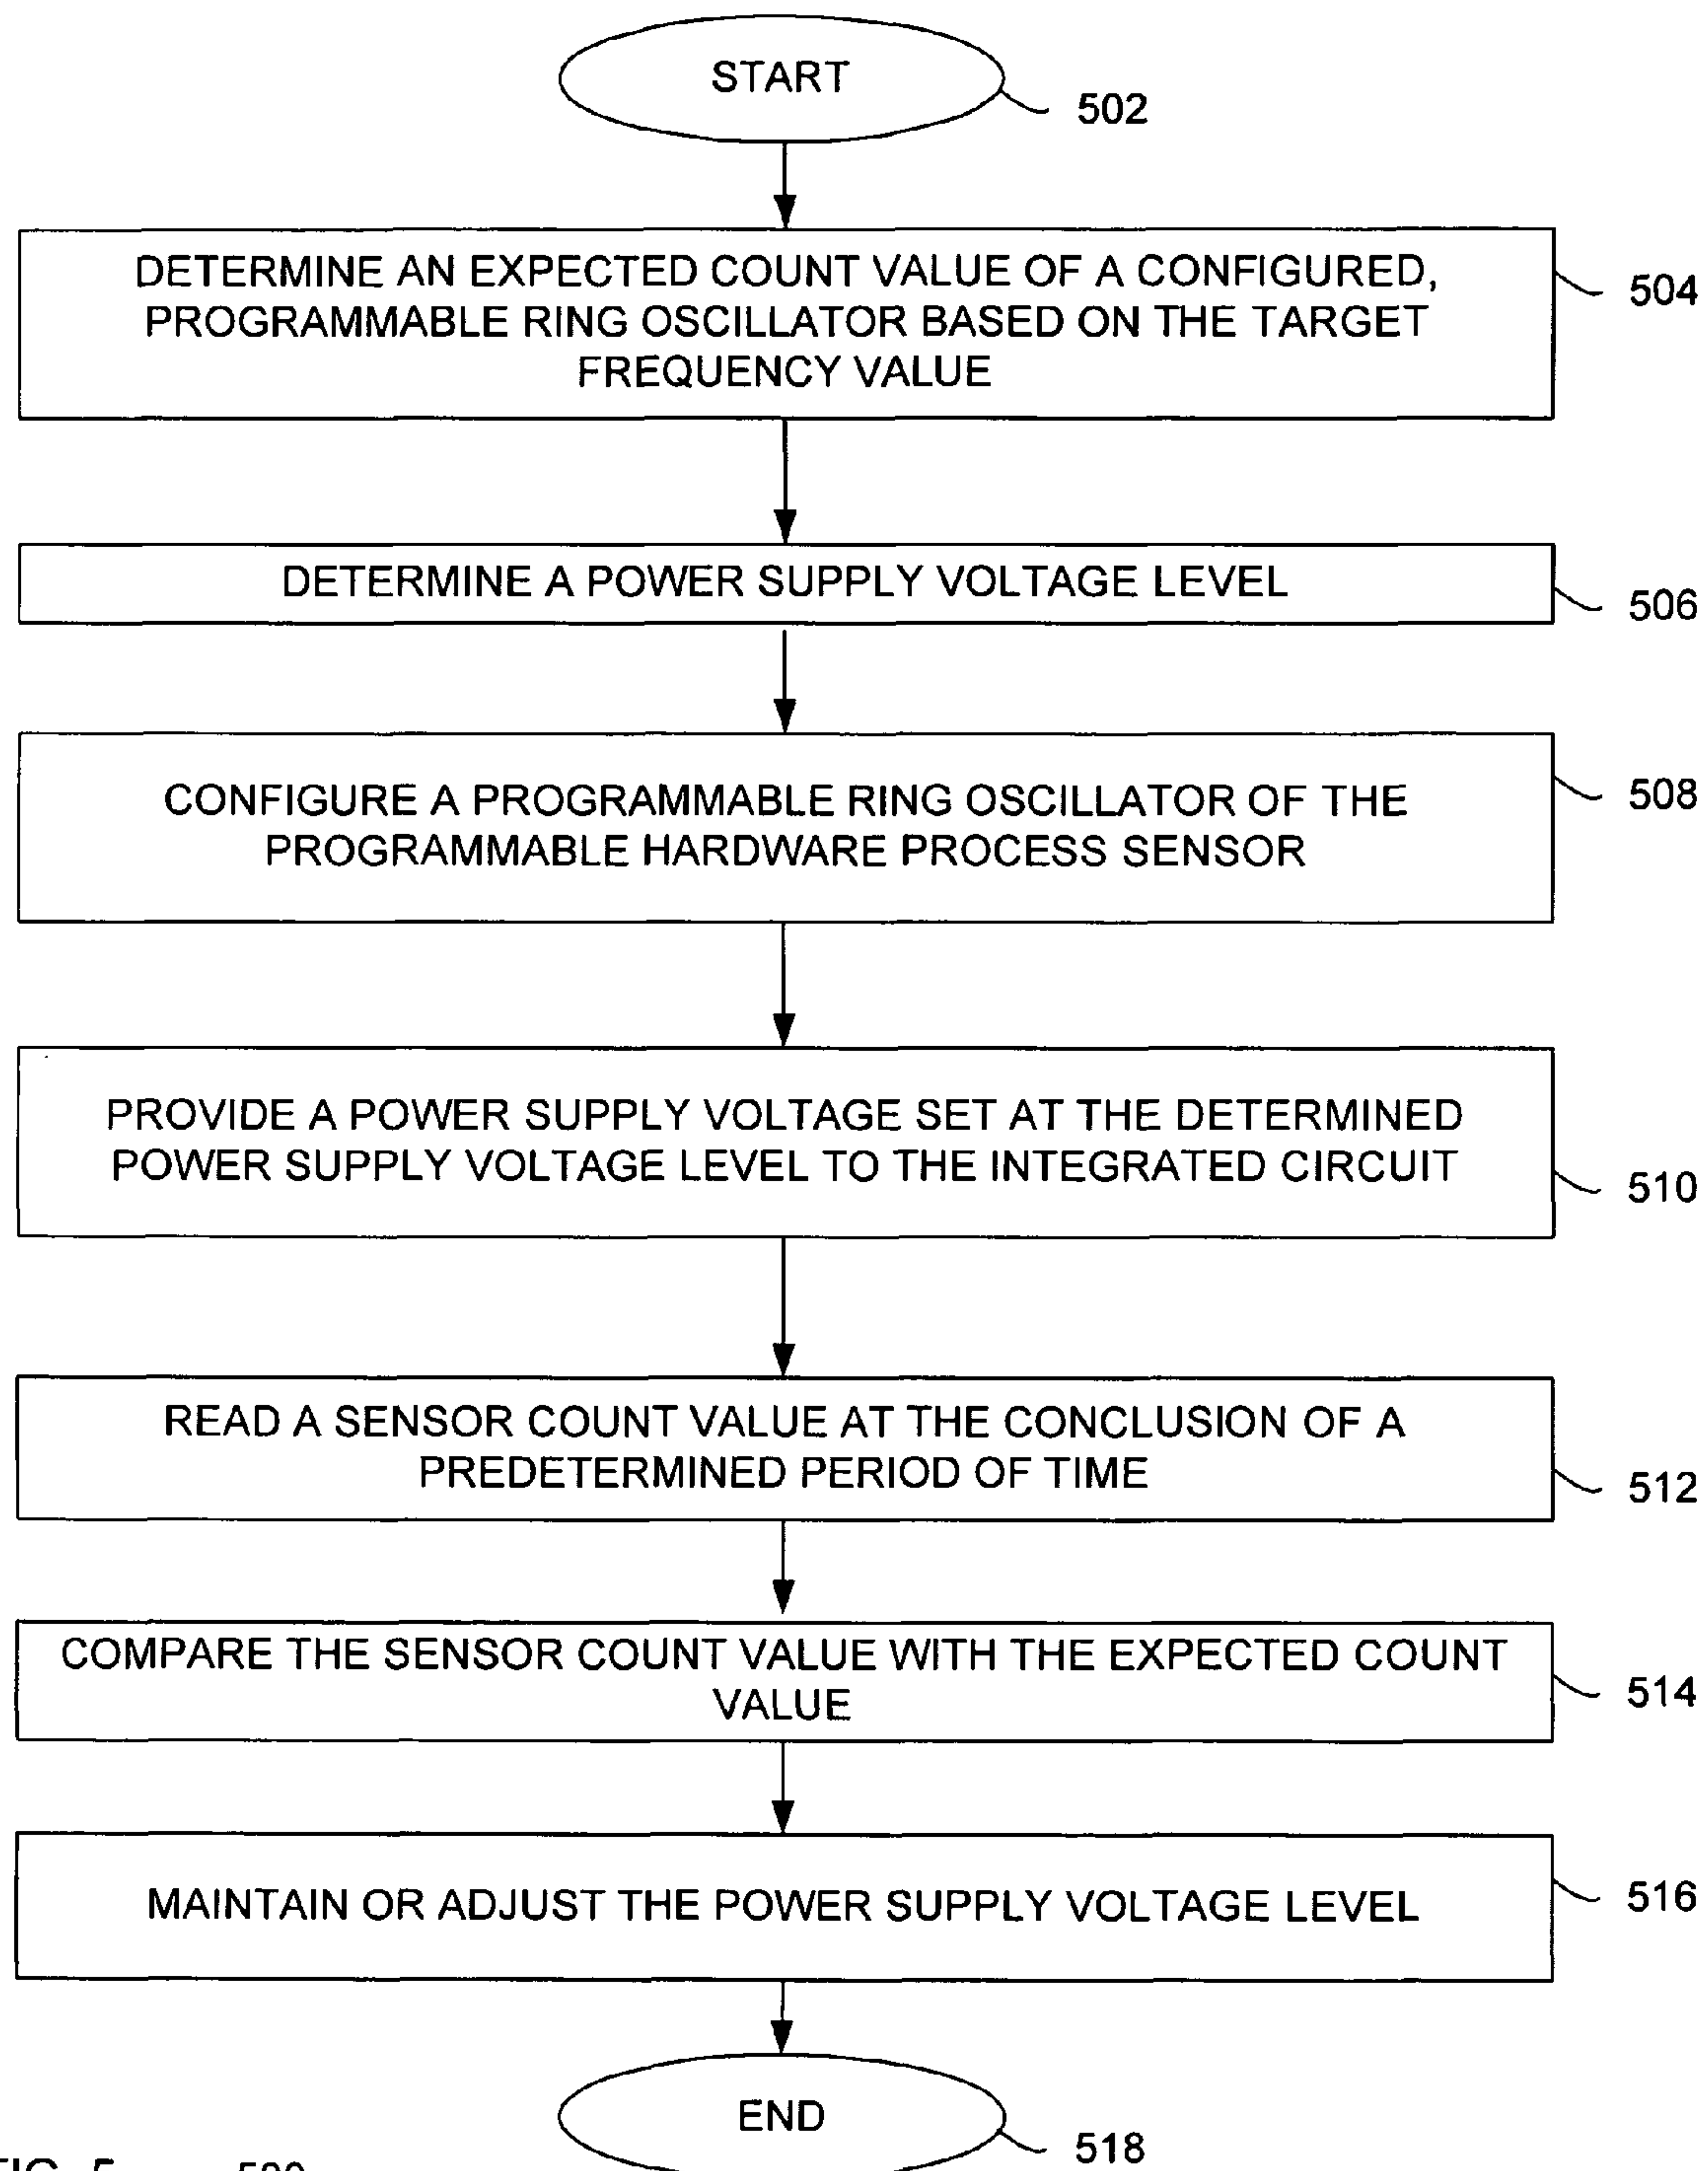 START
502
DETERMINE AN EXPECTED COUNT VALUE OF A CONFIGURED,
PROGRAMMABLE RING OSCILLATOR BASED ON THE TARGET
FREQUENCY VALUE
504
DETERMINE A POWER SUPPLY VOLTAGE LEVEL
506
CONFIGURE A PROGRAMMABLE RING OSCILLATOR OF THE
PROGRAMMABLE HARDWARE PROCESS SENSOR
508
PROVIDE A POWER SUPPLY VOLTAGE SET AT THE DETERMINED
POWER SUPPLY VOLTAGE LEVEL TO THE INTEGRATED CIRCUIT
510
READ A SENSOR COUNT VALUE AT THE CONCLUSION OF A
PREDETERMINED PERIOD OF TIME
512
COMPARE THE SENSOR COUNT VALUE WITH THE EXPECTED COUNT
VALUE
514
MAINTAIN OR ADJUST THE POWER SUPPLY VOLTAGE LEVEL
516
END
518